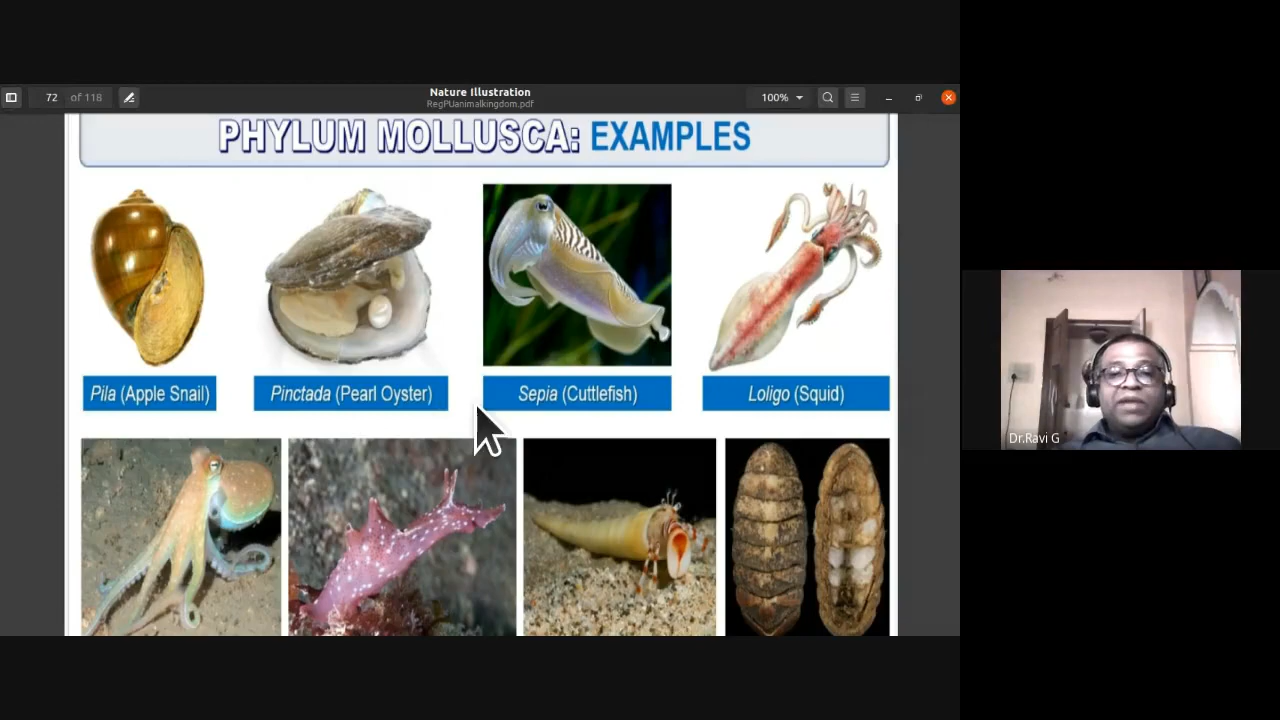 72 of 118
Nature Illustration
RegPUanimalkingdom.pdf
100%
PHYLUM MOLLUSCA: EXAMPLES
Pila (Apple Snail)
Pinctada (Pearl Oyster)
Sepia (Cuttlefish)
Loligo (Squid)
Dr.Ravi G